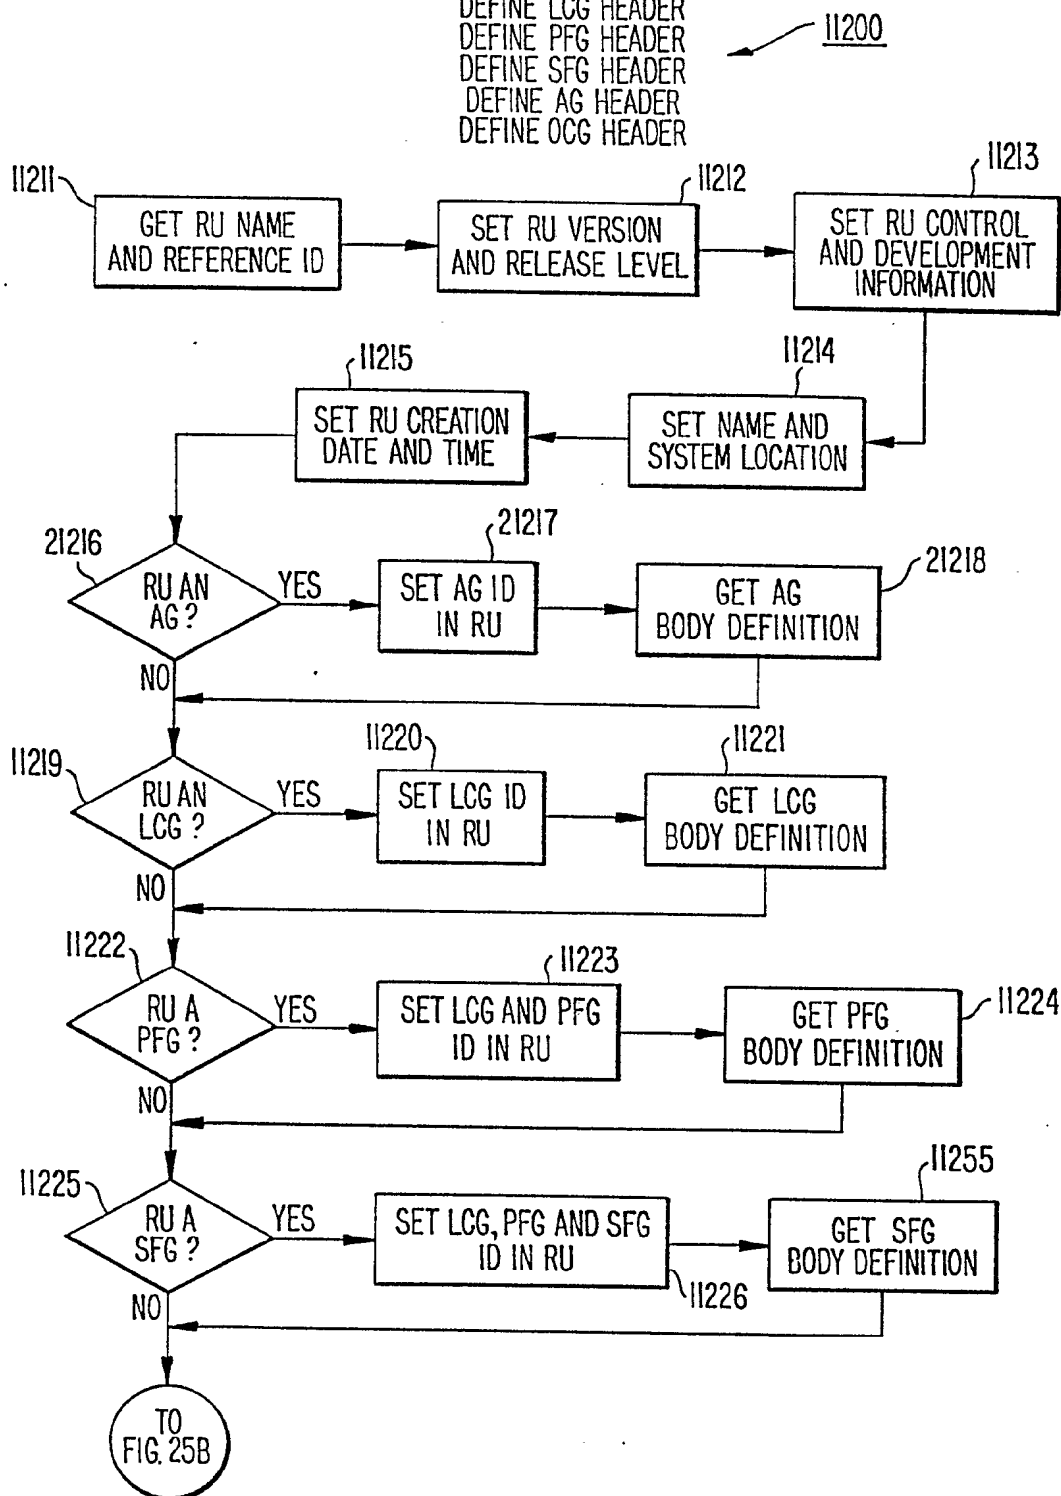 DEFINE LCG HEADER
DEFINE PFG HEADER
DEFINE SFG HEADER
DEFINE AG HEADER
DEFINE OCG HEADER
11200
11211
GET RU NAME
AND REFERENCE ID
11212
SET RU VERSION
AND RELEASE LEVEL
11213
SET RU CONTROL
AND DEVELOPMENT
INFORMATION
11215
SET RU CREATION
DATE AND TIME
11214
SET NAME AND
SYSTEM LOCATION
21216
RU AN
AG?
YES
NO
21217
SET AG ID
IN RU
21218
GET AG
BODY DEFINITION
11219
RU AN
LCG?
YES
NO
11220
SET LCG ID
IN RU
11221
GET LCG
BODY DEFINITION
11222
RU A
PFG?
YES
NO
11223
SET LCG AND PFG
ID IN RU
11224
GET PFG
BODY DEFINITION
11225
RU A
SFG?
YES
NO
SET LCG, PFG AND SFG
ID IN RU
11226
11255
GET SFG
BODY DEFINITION
TO
FIG. 25B